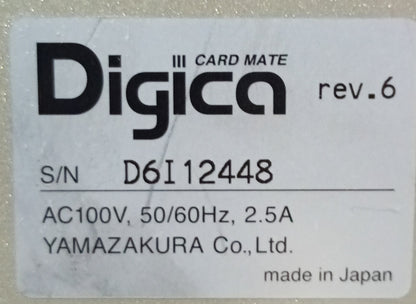 CARD MATE
Digica rev.6
S/N D6I12448
AC100V, 50/60Hz, 2.5A
YAMAZAKURA Co.,Ltd.
made in Japan